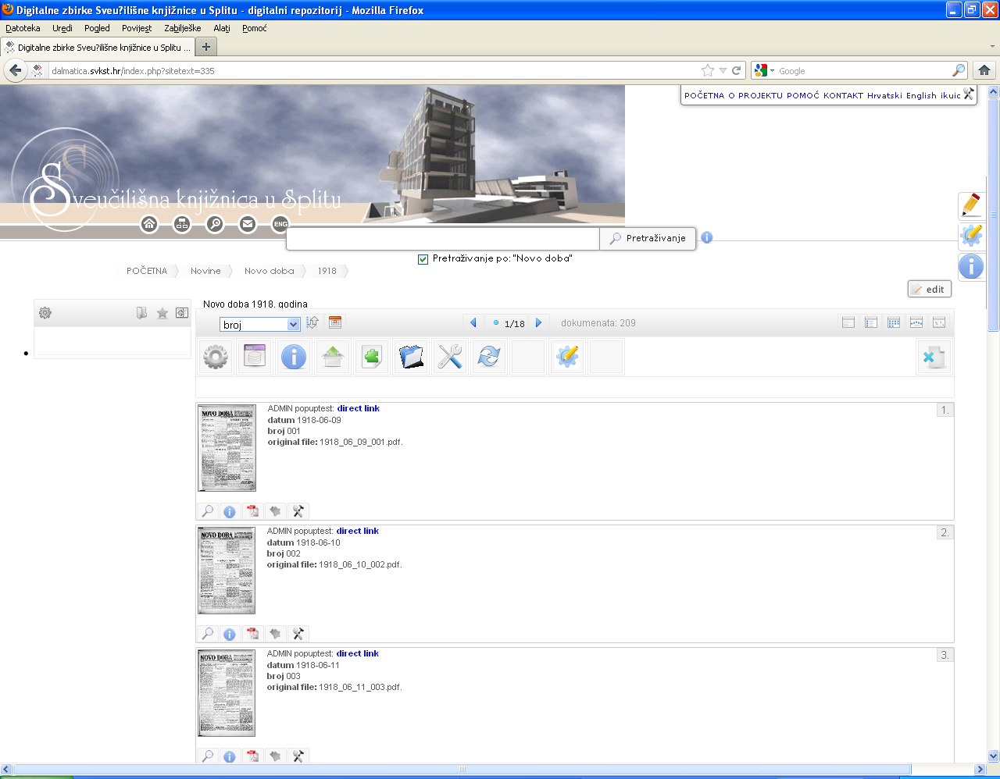 Digitalne zbirke Sveu?ilišne knjižnice u Splitu - digitalni repozitorij - Mozilla Firefox
Datoteka Uredi Pogled Povijest Zabilješke Alati Pomoć
Digitalne zbirke Sveu?ilišne knjižnice u Splitu ...
dalmatica.svkst.hr/index.php?sitetext=335
Google
POČETNA O PROJEKTU POMOĆ KONTAKT Hrvatski English ikuic
Sveučilišna knjižnica u Splitu
ENG
Pretraživanje
Pretraživanje po: "Novo doba"
POČETNA Novine Novo doba 1918
edit
Novo doba 1918. godina
broj 1/18 dokumenata: 209
ADMIN popuptest: direct link 1.
datum 1918-06-09
broj 001
original file: 1918_06_09_001.pdf.
NOVO DOBA
ADMIN popuptest: direct link 2.
datum 1918-06-10
broj 002
original file: 1918_06_10_002.pdf.
NOVO DOBA
ADMIN popuptest: direct link 3.
datum 1918-06-11
broj 003
original file: 1918_06_11_003.pdf.
NOVO DOBA